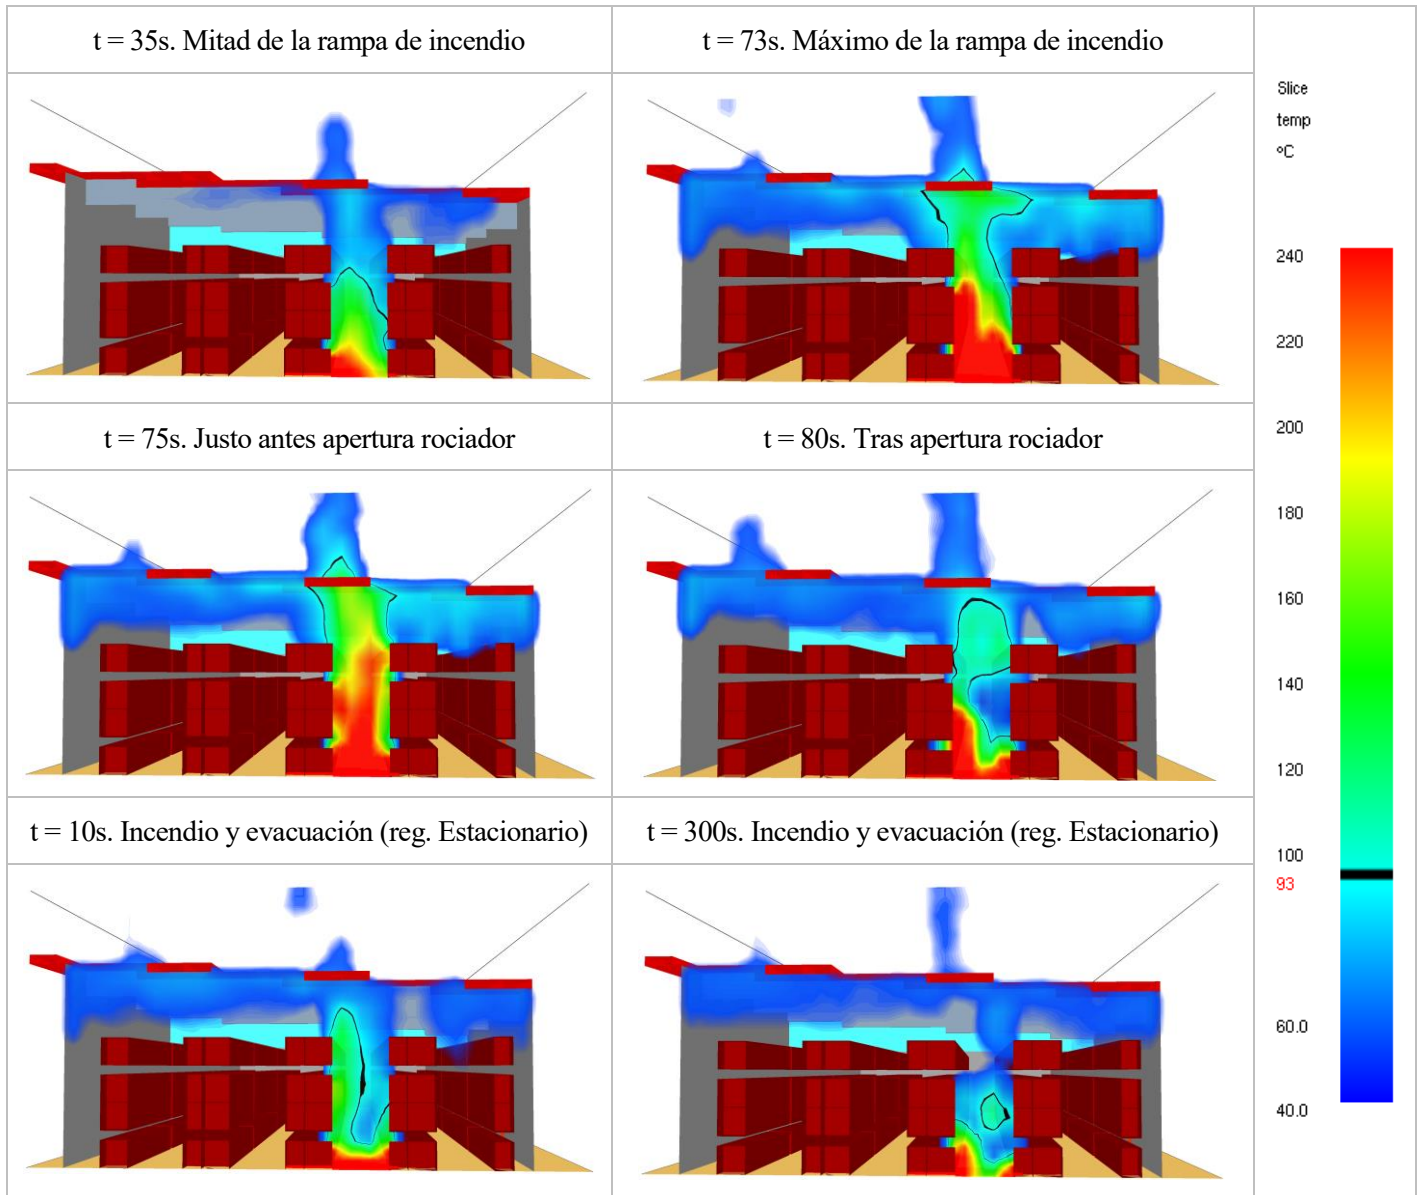 t = 35s. Mitad de la rampa de incendio
t = 73s. Máximo de la rampa de incendio
t = 75s. Justo antes apertura rociador
t = 80s. Tras apertura rociador
t = 10s. Incendio y evacuación (reg. Estacionario)
t = 300s. Incendio y evacuación (reg. Estacionario)
Slice
temp
ºC
240
220
200
180
160
140
120
100
93
60.0
40.0